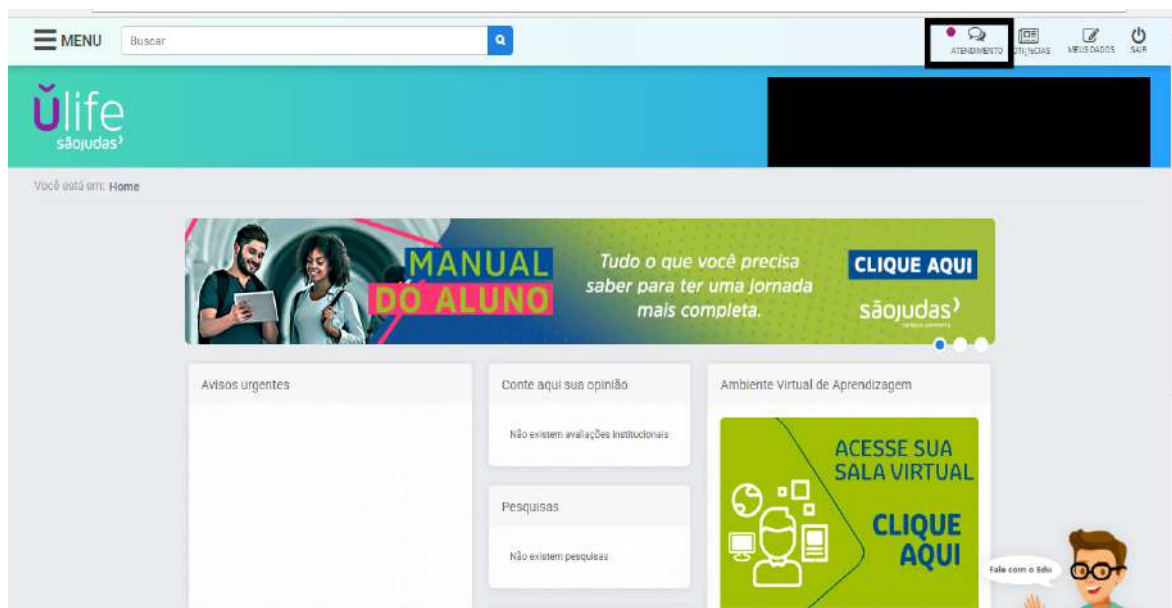 MENU
Buscar
ATENDIMENTO
MEUS DADOS
SAIR
Ŭlife
sãojudas
Você está em: Home
MANUAL
DO ALUNO
Tudo o que você precisa
saber para ter uma jornada
mais completa.
CLIQUE AQUI
sãojudas
Avisos urgentes
Conte aqui sua opinião
Não existem avaliações institucionais
Pesquisas
Não existem pesquisas
Ambiente Virtual de Aprendizagem
ACESSE SUA
SALA VIRTUAL
CLIQUE
AQUI
Fale com o Edu